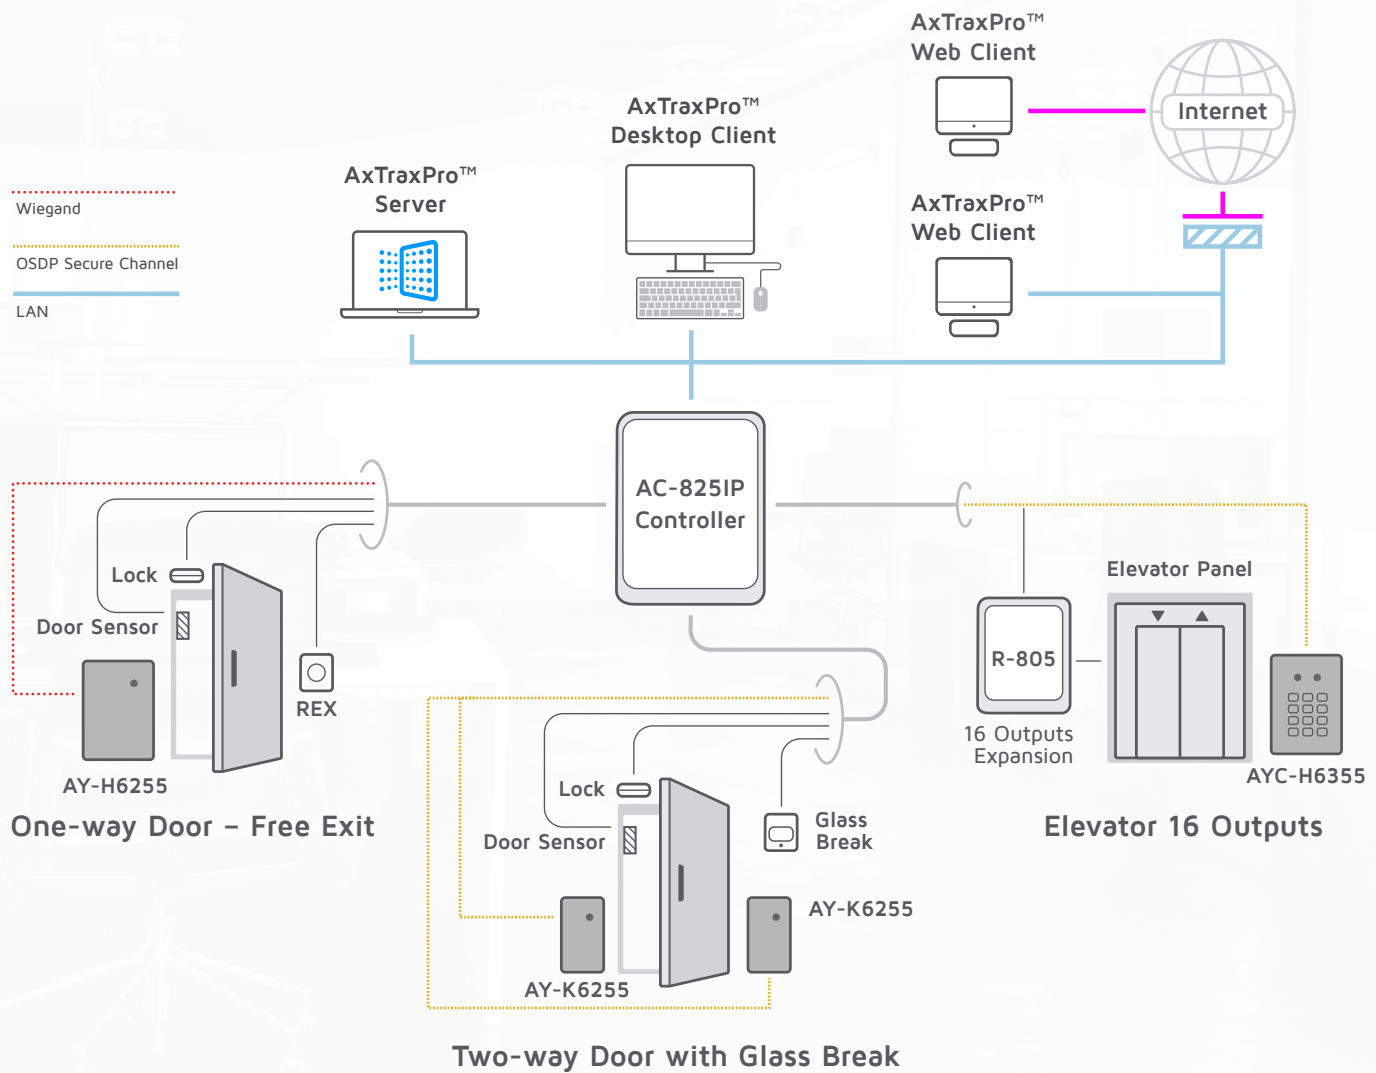 AxTraxPro™
Web Client
Internet
AxTraxPro™
Desktop Client
AxTraxPro™
Server
AxTraxPro™
Web Client
Wiegand
OSDP Secure Channel
LAN
AC-825IP
Controller
Lock
Door Sensor
REX
AY-H6255
One-way Door – Free Exit
Elevator Panel
R-805
16 Outputs
Expansion
AYC-H6355
Elevator 16 Outputs
Lock
Door Sensor
Glass
Break
AY-K6255
AY-K6255
Two-way Door with Glass Break